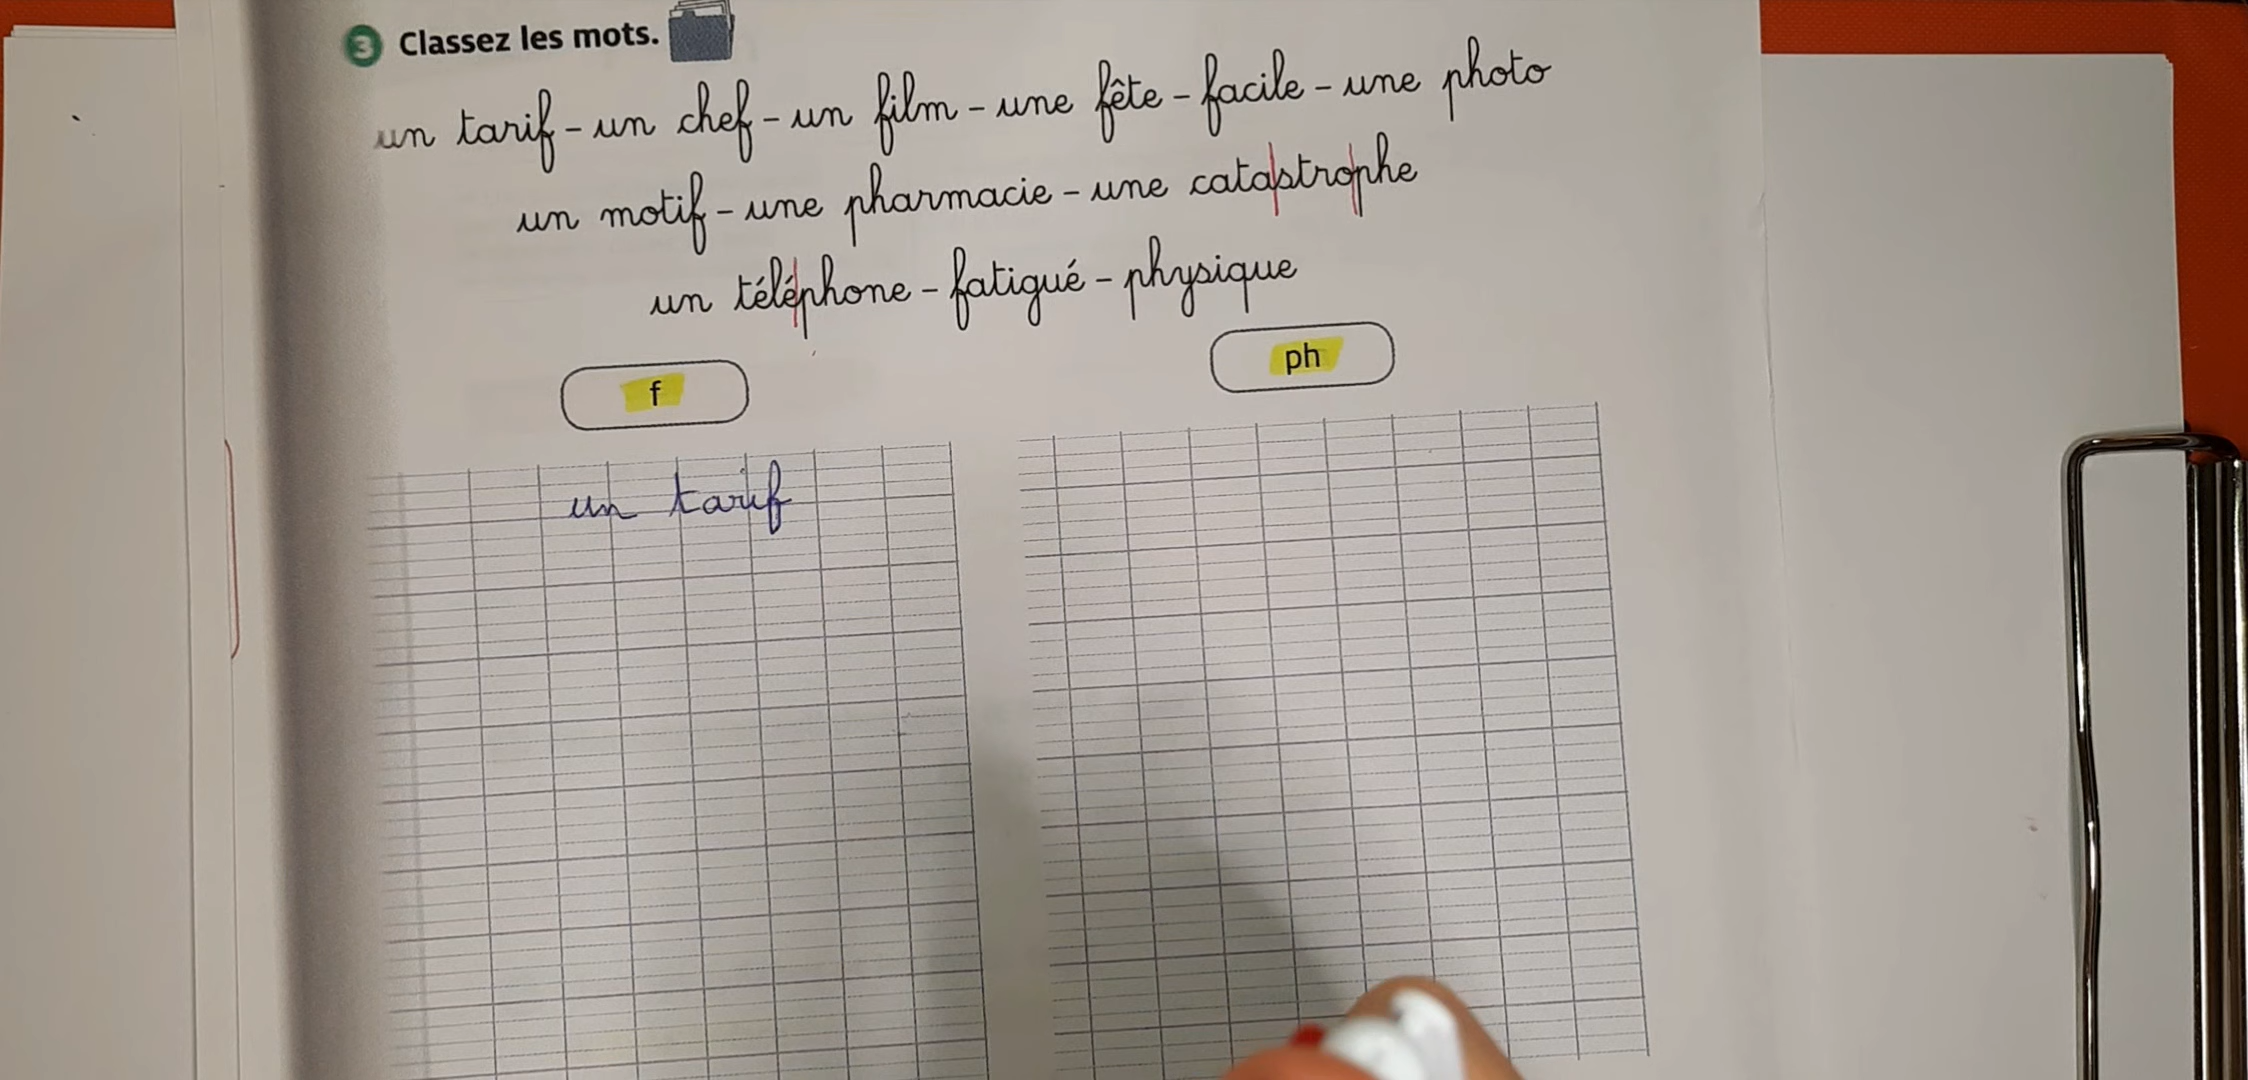 3 Classez les mots.
un tarif - un chef - un film - une fête - facile - une photo
un motif - une pharmacie - une catastrophe
un téléphone - fatigué - physique
f
ph
un tarif